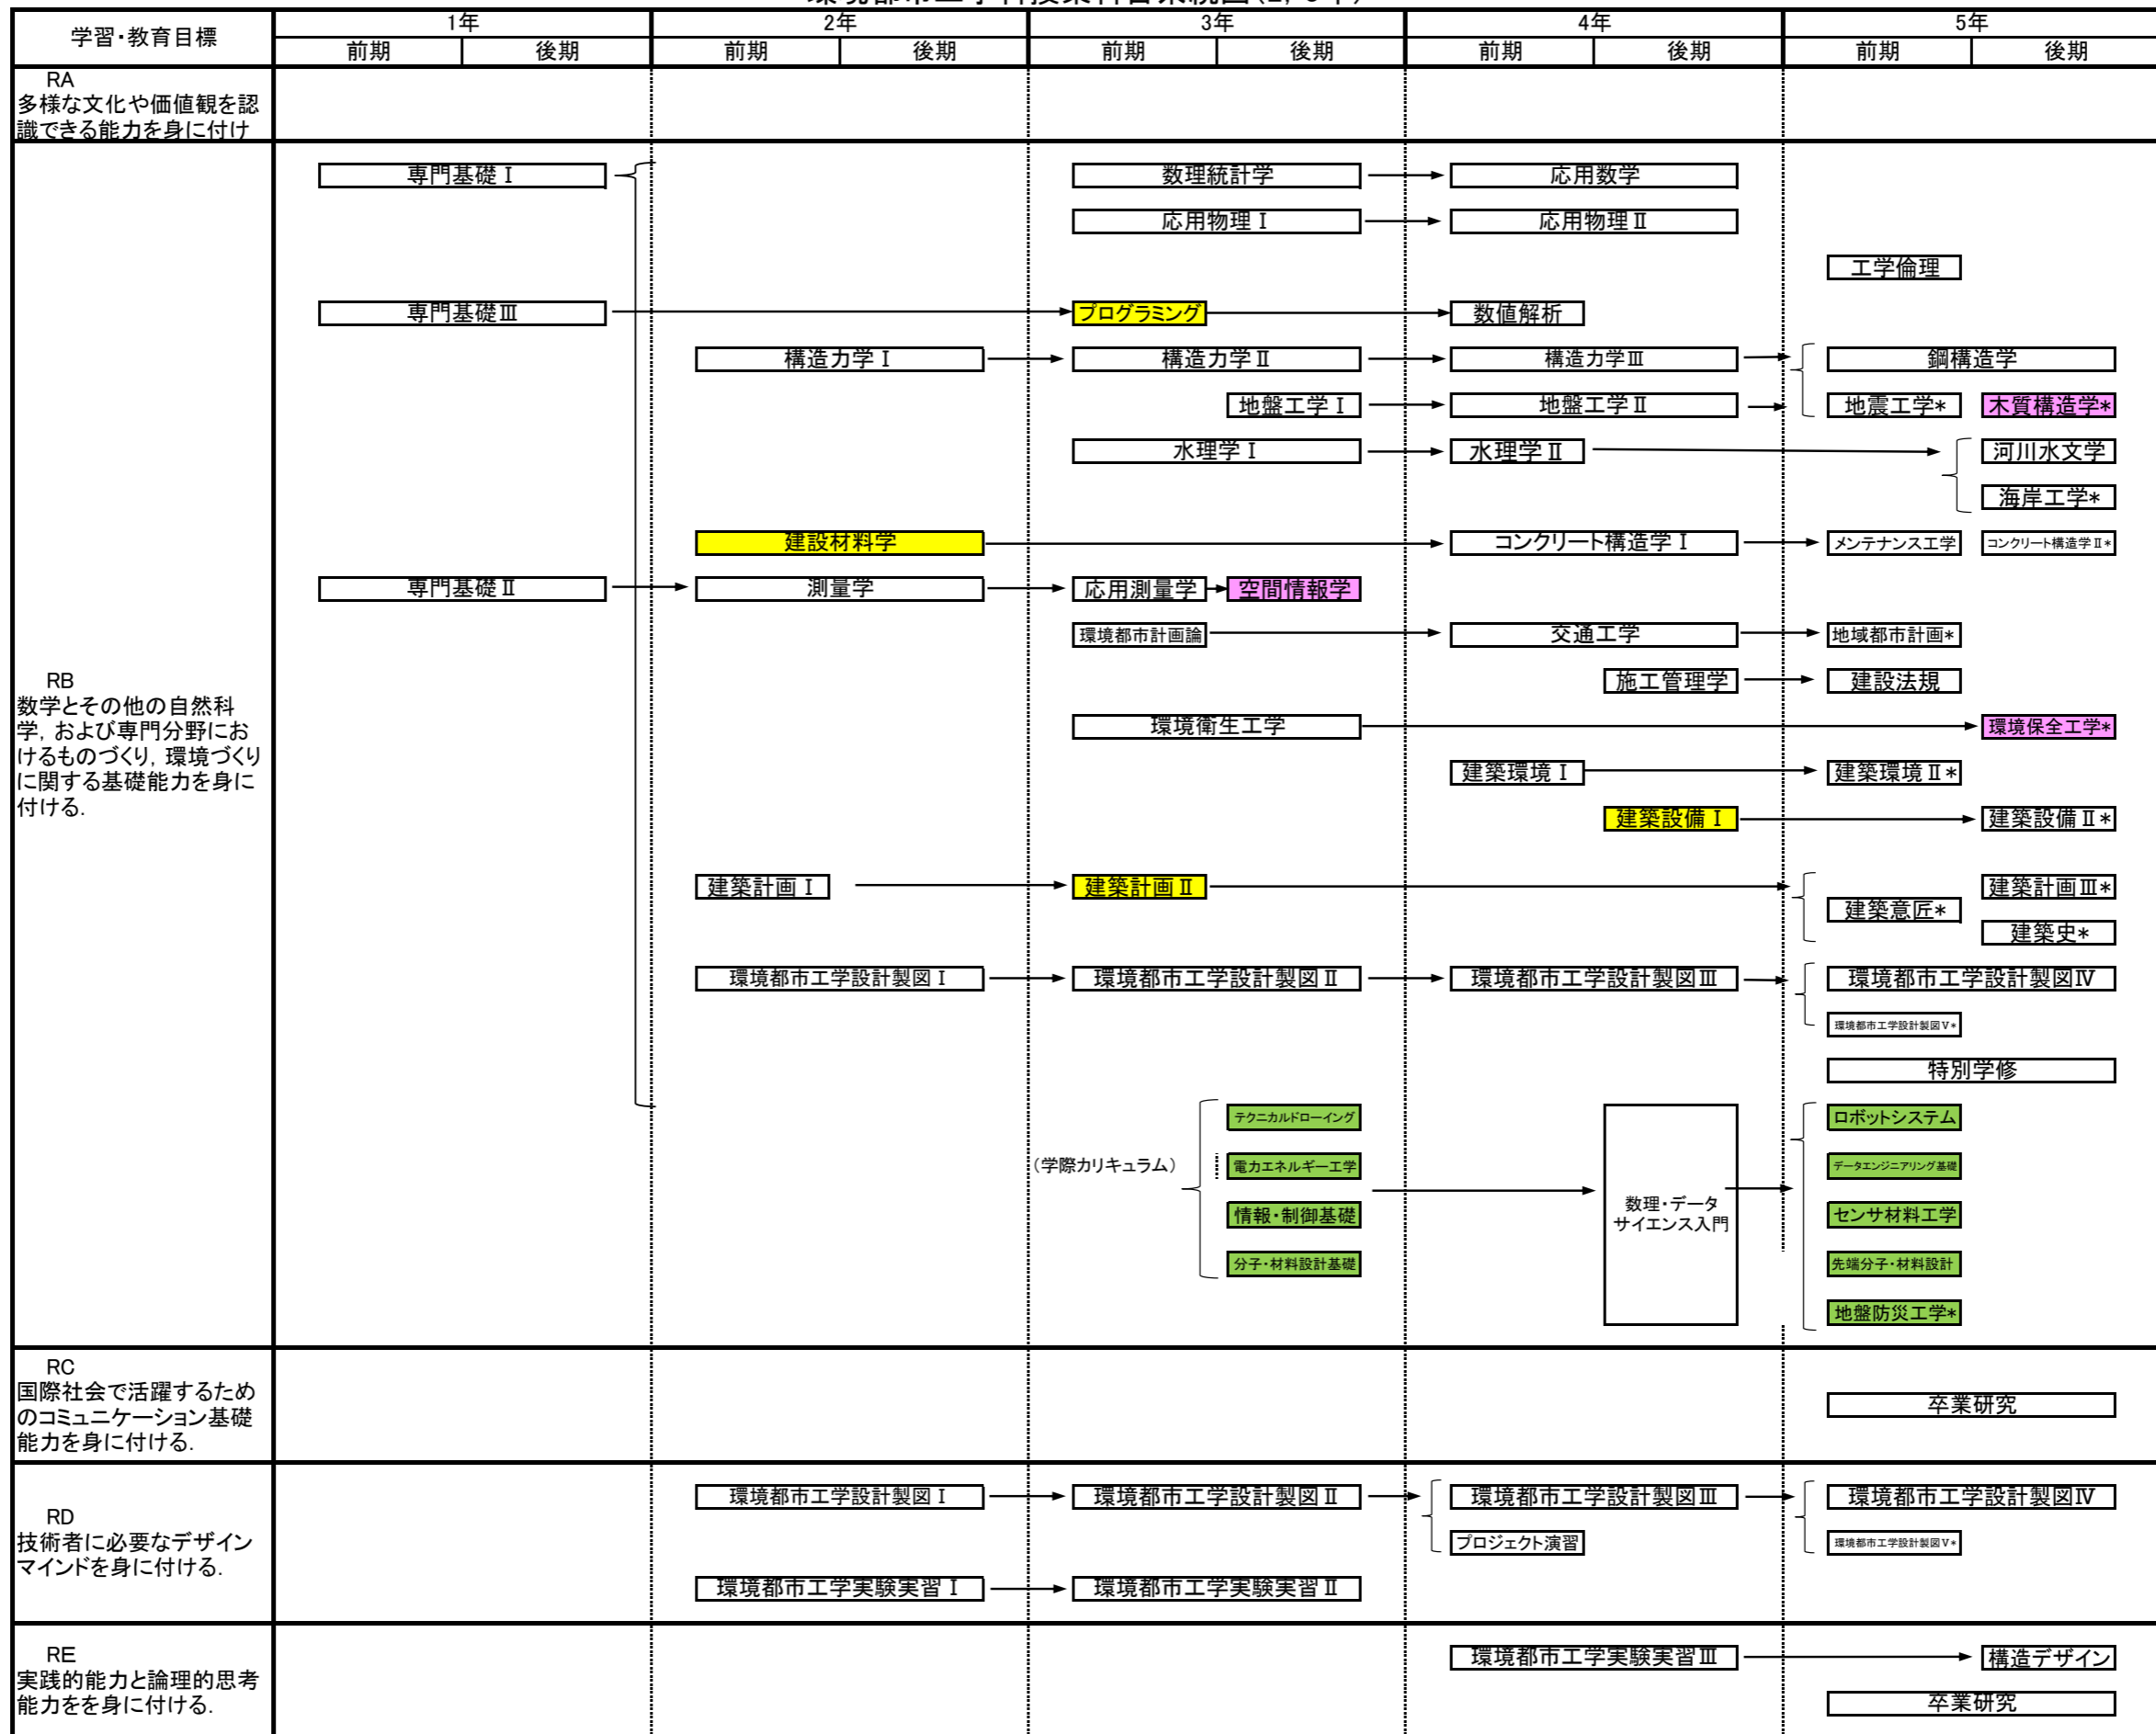 学習・教育目標
1年
2年
3年
4年
5年
前期
後期
前期
後期
前期
後期
前期
後期
前期
後期
RA
多様な文化や価値観を認
識できる能力を身に付け
RB
数学とその他の自然科
学，および専門分野にお
けるものづくり，環境づくり
に関する基礎能力を身に
付ける．
専門基礎Ⅰ
数理統計学
応用数学
応用物理Ⅰ
応用物理Ⅱ
工学倫理
専門基礎Ⅲ
プログラミング
数値解析
構造力学Ⅰ
構造力学Ⅱ
構造力学Ⅲ
鋼構造学
地盤工学Ⅰ
地盤工学Ⅱ
地震工学*
木質構造学*
水理学Ⅰ
水理学Ⅱ
河川水文学
海岸工学*
建設材料学
コンクリート構造学Ⅰ
メンテナンス工学
コンクリート構造学Ⅱ*
専門基礎Ⅱ
測量学
応用測量学
空間情報学
環境都市計画論
交通工学
地域都市計画*
施工管理学
建設法規
環境衛生工学
環境保全工学*
建築環境Ⅰ
建築環境Ⅱ*
建築設備Ⅰ
建築設備Ⅱ*
建築計画Ⅰ
建築計画Ⅱ
建築計画Ⅲ*
建築意匠*
建築史*
環境都市工学設計製図Ⅰ
環境都市工学設計製図Ⅱ
環境都市工学設計製図Ⅲ
環境都市工学設計製図Ⅳ
環境都市工学設計製図Ⅴ*
特別学修
（学際カリキュラム）
テクニカルドローイング
電力エネルギー工学
情報・制御基礎
分子・材料設計基礎
数理・データ
サイエンス入門
ロボットシステム
データエンジニアリング基礎
センサ材料工学
先端分子・材料設計
地盤防災工学*
RC
国際社会で活躍するため
のコミュニケーション基礎
能力を身に付ける．
卒業研究
RD
技術者に必要なデザイン
マインドを身に付ける．
環境都市工学設計製図Ⅰ
環境都市工学設計製図Ⅱ
環境都市工学設計製図Ⅲ
環境都市工学設計製図Ⅳ
プロジェクト演習
環境都市工学設計製図Ⅴ*
環境都市工学実験実習Ⅰ
環境都市工学実験実習Ⅱ
RE
実践的能力と論理的思考
能力をを身に付ける．
環境都市工学実験実習Ⅲ
構造デザイン
卒業研究